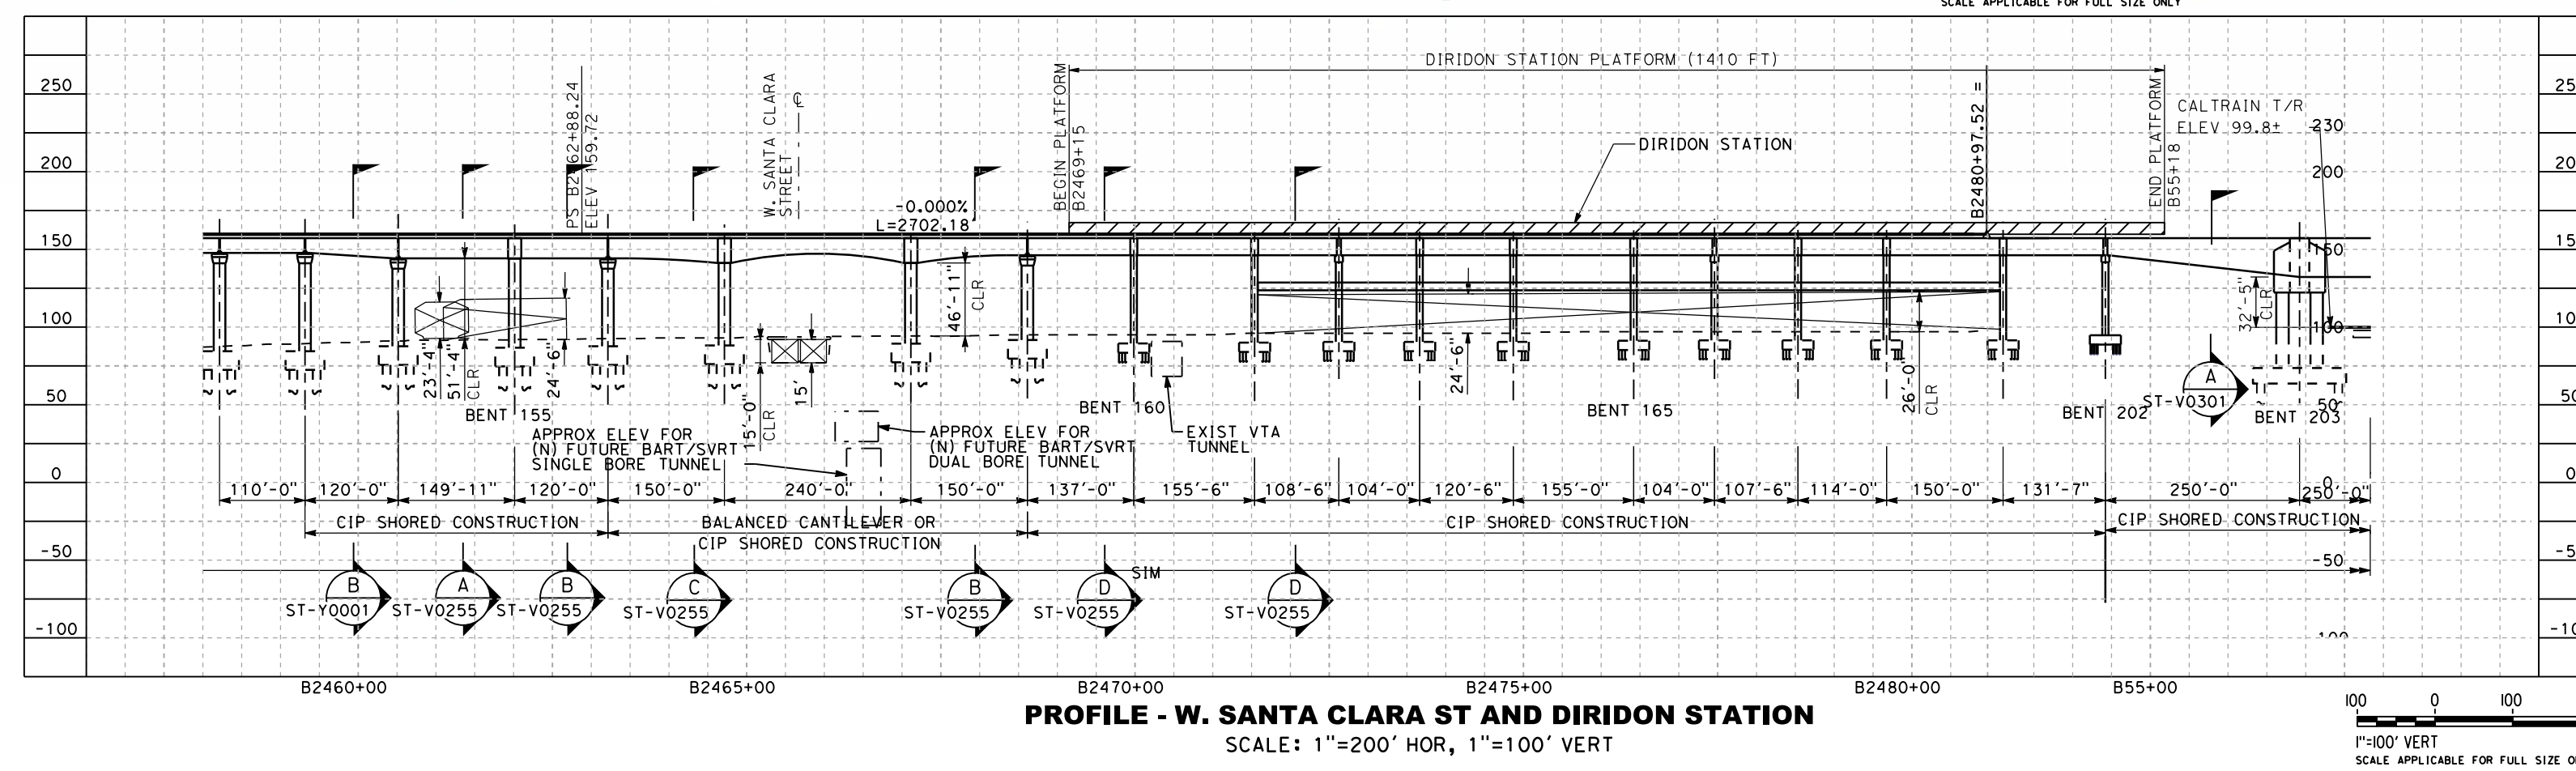 SCALE APPLICABLE FOR FULL SIZE ONLY
250
200
150
100
50
0
-50
-100
PS B2462+88.24
ELEV 159.72
W. SANTA CLARA
STREET
℄
-0.000%
L=2702.18
BEGIN PLATFORM
B2469+15
DIRIDON STATION PLATFORM (1410 FT)
DIRIDON STATION
B2480+97.52 =
END PLATFORM
B55+18
CALTRAIN T/R
ELEV 99.8±
230
200
50
100
50
0
-50
23'-4"
51'-4"
CLR
24'-6"
15'-0"
CLR
15'
46'-11"
CLR
24'-6"
26'-0"
CLR
32'-5"
CLR
BENT 155
BENT 160
BENT 165
BENT 202
BENT 203
A
ST-V0301
APPROX ELEV FOR
(N) FUTURE BART/SVRT
SINGLE BORE TUNNEL
APPROX ELEV FOR
(N) FUTURE BART/SVRT
DUAL BORE TUNNEL
EXIST VTA
TUNNEL
110'-0" 120'-0" 149'-11" 120'-0" 150'-0" 240'-0" 150'-0" 137'-0" 155'-6" 108'-6" 104'-0" 120'-6" 155'-0" 104'-0" 107'-6" 114'-0" 150'-0" 131'-7" 250'-0" 250'-0"
CIP SHORED CONSTRUCTION
BALANCED CANTILEVER OR
CIP SHORED CONSTRUCTION
CIP SHORED CONSTRUCTION
CIP SHORED CONSTRUCTION
B
ST-Y0001
A
ST-V0255
B
ST-V0255
C
ST-V0255
B
ST-V0255
D
SIM
ST-V0255
D
ST-V0255
B2460+00 B2465+00 B2470+00 B2475+00 B2480+00 B55+00
PROFILE - W. SANTA CLARA ST AND DIRIDON STATION
SCALE: 1"=200' HOR, 1"=100' VERT
100 0 100
1"=100' VERT
SCALE APPLICABLE FOR FULL SIZE